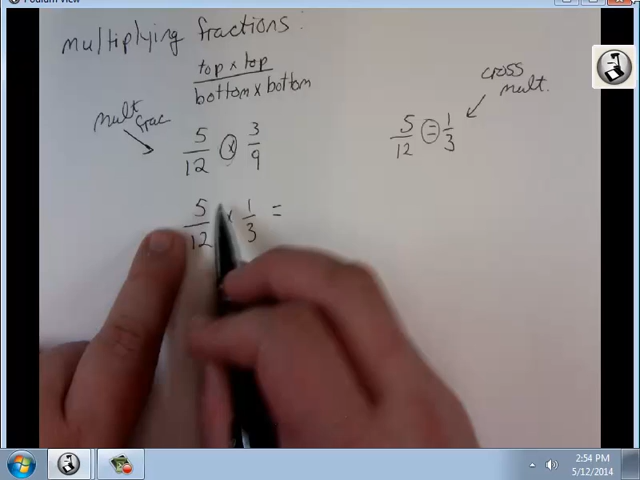 Podium View
multiplying fractions:
top × top
bottom × bottom
mult
frac
5/12 × 3/9
5/12 × 1/3 =
cross
mult.
5/12 = 1/3
2:54 PM
5/12/2014